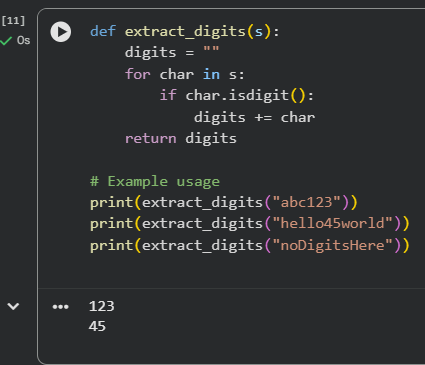 [11]
0s
def extract_digits(s):
    digits = ""
    for char in s:
        if char.isdigit():
            digits += char
    return digits

# Example usage
print(extract_digits("abc123"))
print(extract_digits("hello45world"))
print(extract_digits("noDigitsHere"))
123
45